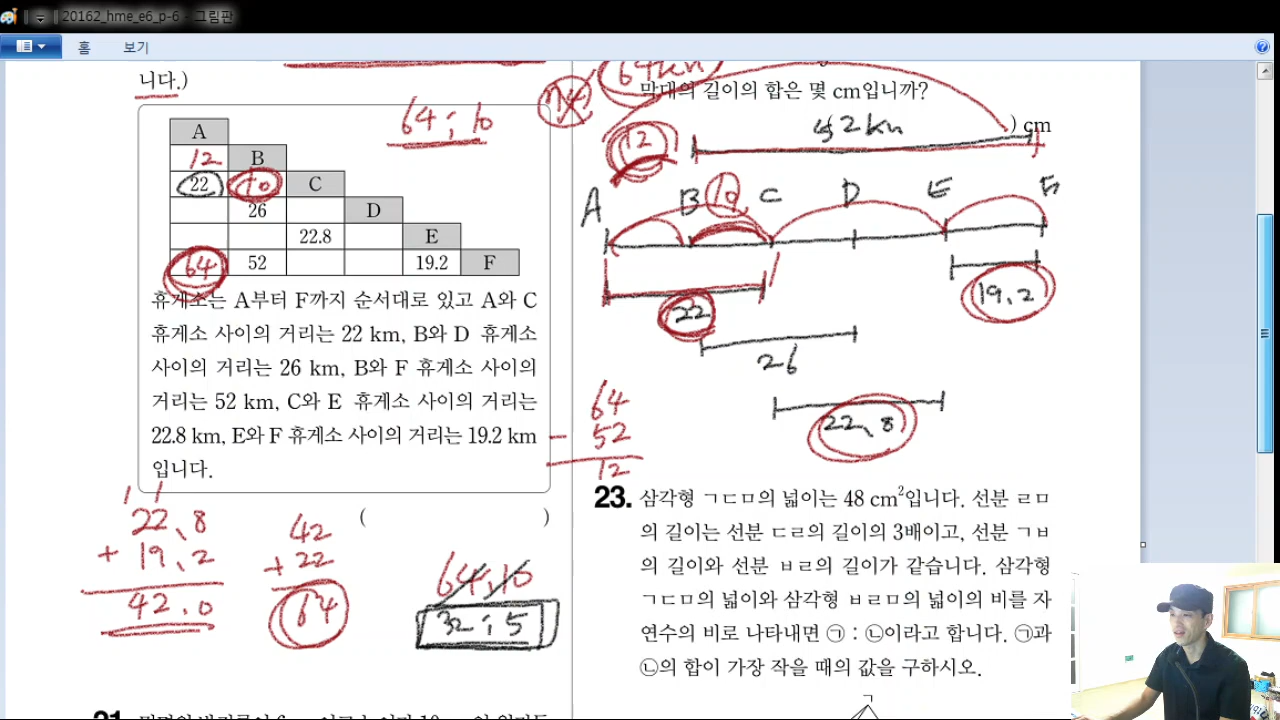 20162_hme_e6_p-6 - 그림판
홈 보기
니다.)
64 : 10
A
12 B
22 10 C
26 D
22.8 E
64 52 19.2 F
휴게소는 A부터 F까지 순서대로 있고 A와 C
휴게소 사이의 거리는 22 km, B와 D 휴게소
사이의 거리는 26 km, B와 F 휴게소 사이의
거리는 52 km, C와 E 휴게소 사이의 거리는
22.8 km, E와 F 휴게소 사이의 거리는 19.2 km
입니다.
( )
1 1
22.8
+ 19.2
42.0
42
+ 22
64
64 : 10
32 : 5
64km
막대의 길이의 합은 몇 cm입니까?
) cm
12
A B 10 C D E F
22
19.2
26
22.8
64
- 52
12
23. 삼각형 ㄱㄷㅁ의 넓이는 48 cm²입니다. 선분 ㄹㅁ
의 길이는 선분 ㄷㄹ의 길이의 3배이고, 선분 ㄱㅂ
의 길이와 선분 ㅂㄹ의 길이가 같습니다. 삼각형
ㄱㄷㅁ의 넓이와 삼각형 ㅂㄹㅁ의 넓이의 비를 자
연수의 비로 나타내면 ㉠ : ㉡이라고 합니다. ㉠과
㉡의 합이 가장 작을 때의 값을 구하시오.
ㄱ